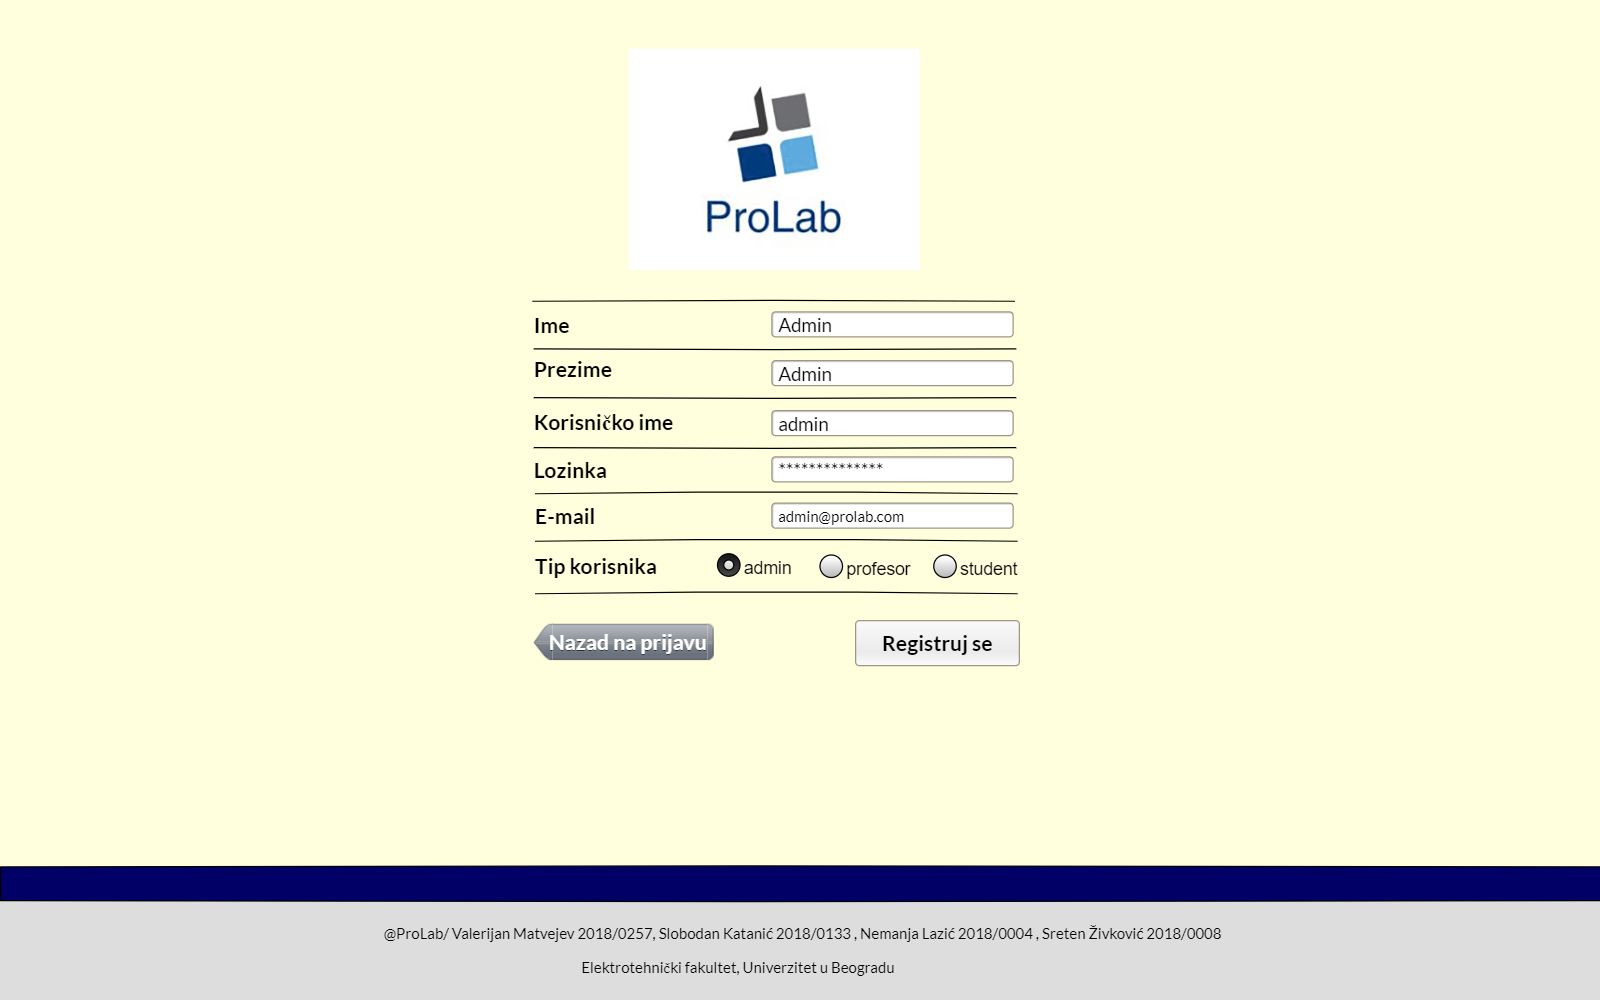 ProLab
Ime Admin
Prezime Admin
Korisničko ime admin
Lozinka **************
E-mail admin@prolab.com
Tip korisnika admin profesor student
Nazad na prijavu Registruj se
@ProLab/ Valerijan Matvejev 2018/0257, Slobodan Katanić 2018/0133 , Nemanja Lazić 2018/0004 , Sreten Živković 2018/0008
Elektrotehnički fakultet, Univerzitet u Beogradu